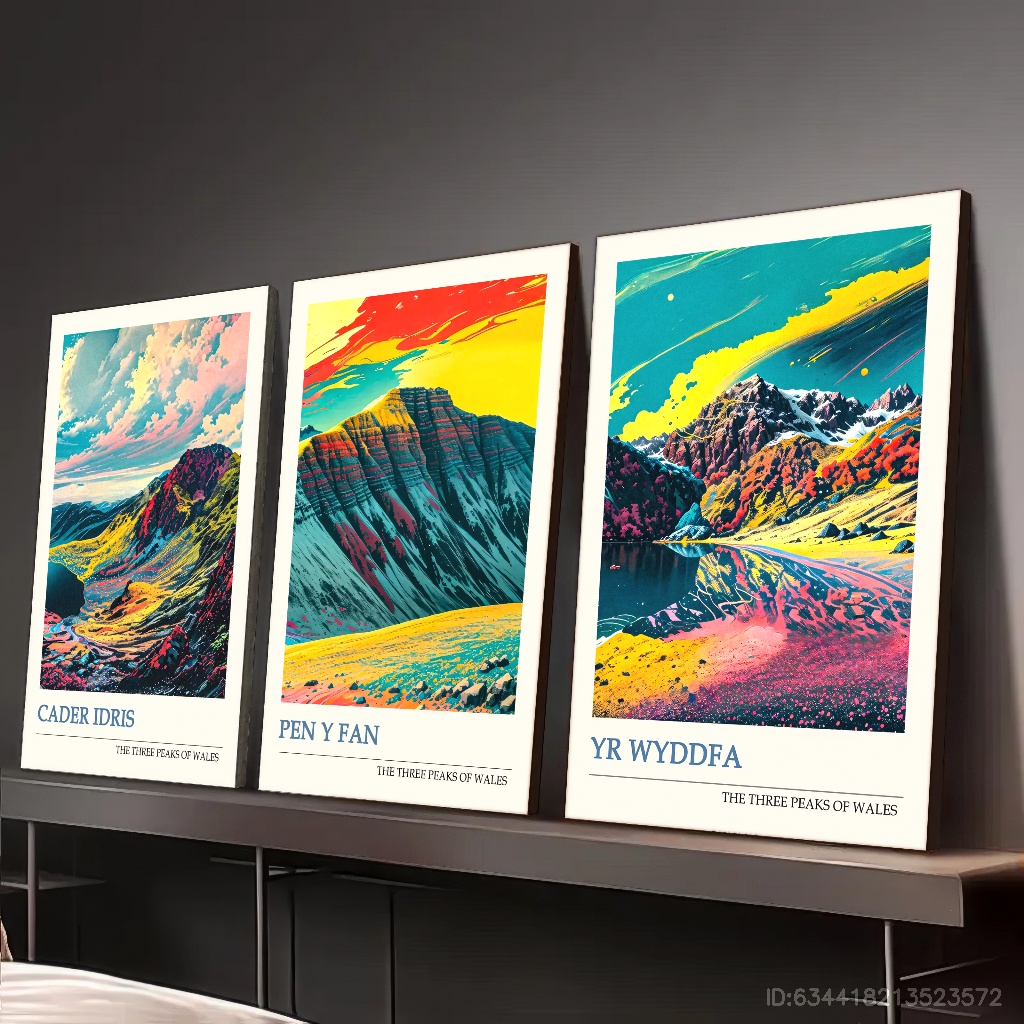 CADER IDRIS
THE THREE PEAKS OF WALES
PEN Y FAN
THE THREE PEAKS OF WALES
YR WYDDFA
THE THREE PEAKS OF WALES
ID:634418213523572